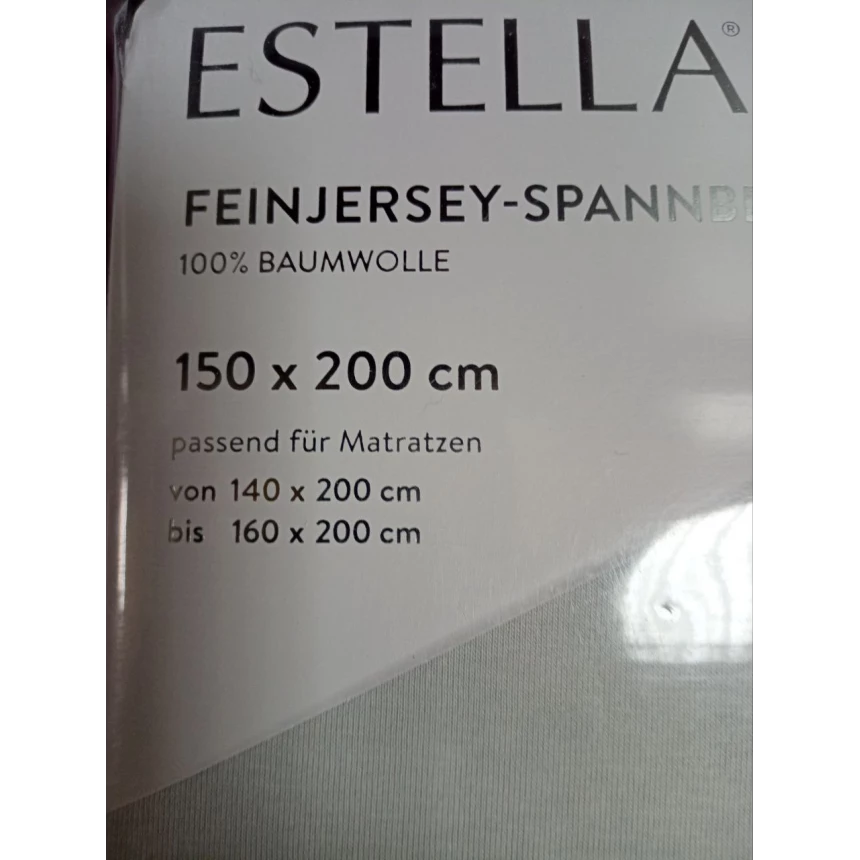 ESTELLA®
FEINJERSEY-SPANNB
100% BAUMWOLLE
150 x 200 cm
passend für Matratzen
von 140 x 200 cm
bis 160 x 200 cm